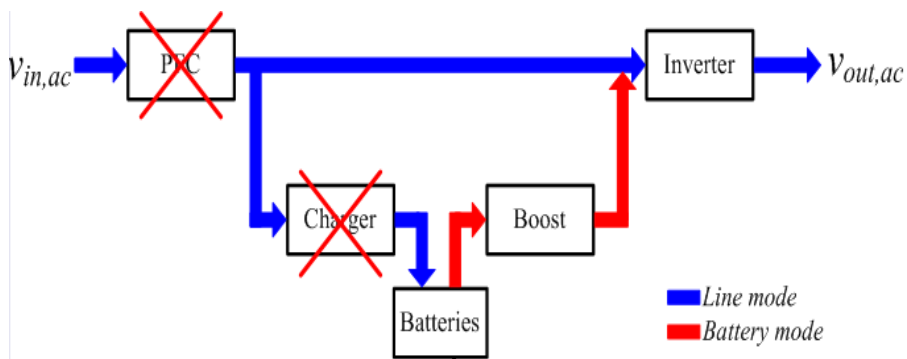 v_in,ac
PFC
Inverter
v_out,ac
Charger
Boost
Batteries
Line mode
Battery mode